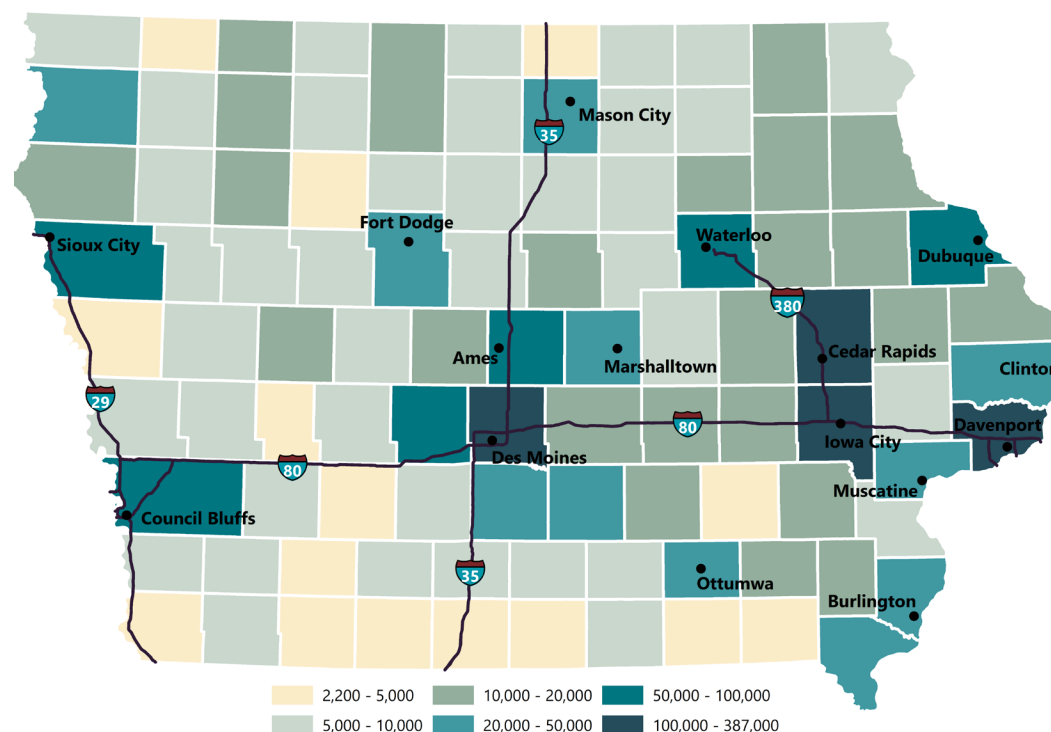 Mason City
35
Fort Dodge
Sioux City
Waterloo
Dubuque
380
Ames
Marshalltown
Cedar Rapids
Clinton
29
80
Davenport
Iowa City
80
Des Moines
Muscatine
Council Bluffs
35
Ottumwa
Burlington
2,200 - 5,000
10,000 - 20,000
50,000 - 100,000
5,000 - 10,000
20,000 - 50,000
100,000 - 387,000